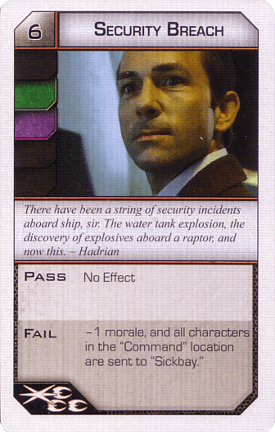 6 SECURITY BREACH
There have been a string of security incidents
aboard ship, sir. The water tank explosion, the
discovery of explosives aboard a raptor, and
now this. – Hadrian
PASS No Effect
FAIL -1 morale, and all characters
in the “Command” location
are sent to “Sickbay.”